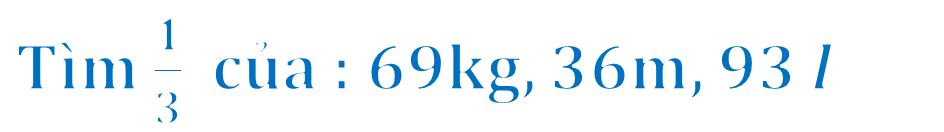 Tìm 1/3 của : 69kg, 36m, 93 l